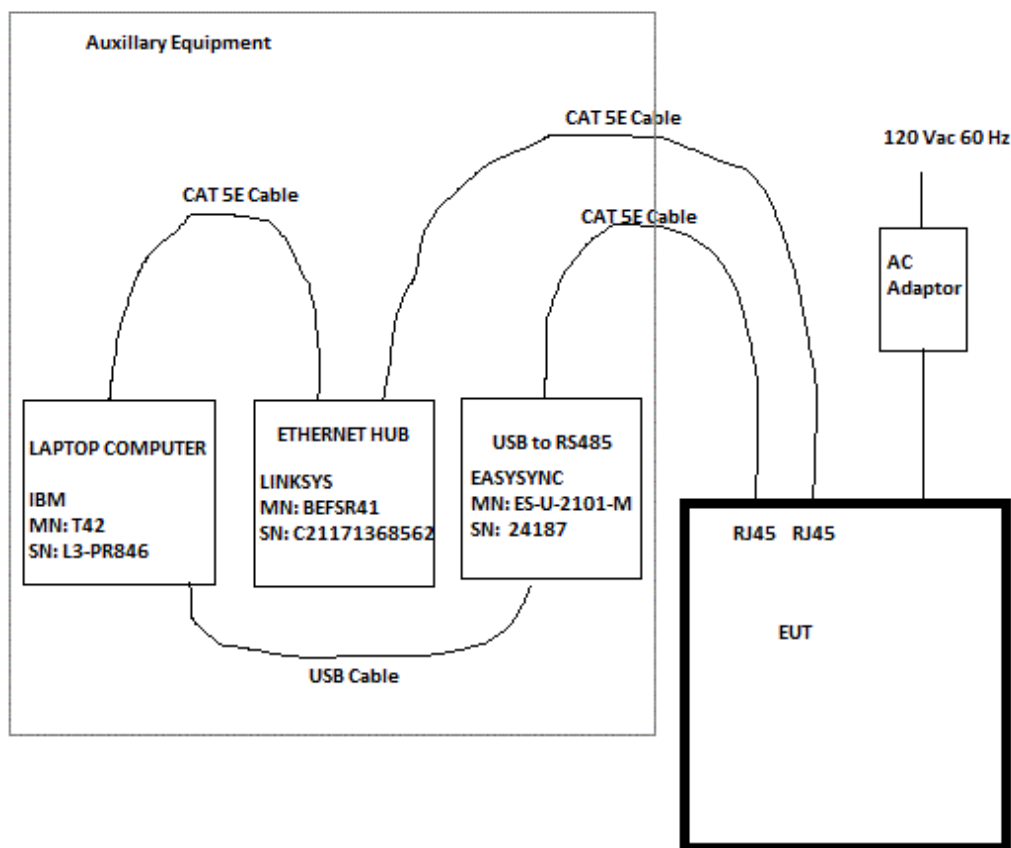 Auxillary Equipment
CAT 5E Cable
120 Vac 60 Hz
CAT 5E Cable
CAT 5E Cable
AC
Adaptor
LAPTOP COMPUTER
IBM
MN: T42
SN: L3-PR846
ETHERNET HUB
LINKSYS
MN: BEFSR41
SN: C21171368562
USB to RS485
EASYSYNC
MN: ES-U-2101-M
SN: 24187
RJ45 RJ45
EUT
USB Cable